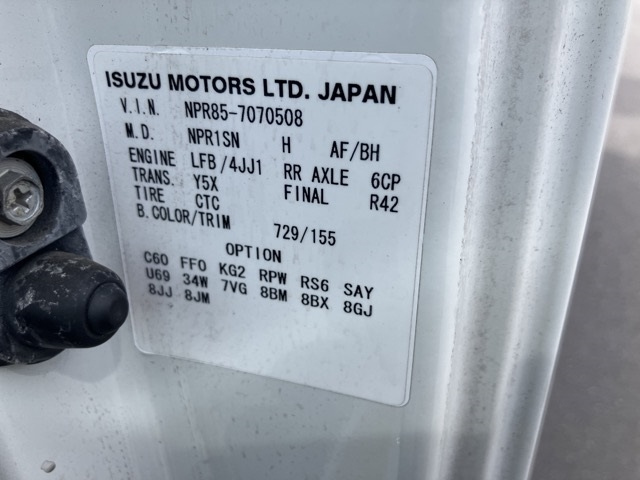 ISUZU MOTORS LTD. JAPAN
V.I.N. NPR85-7070508
M.D. NPR1SN H AF/BH
ENGINE LFB/4JJ1 RR AXLE 6CP
TRANS. Y5X FINAL R42
TIRE CTC
B.COLOR/TRIM 729/155
OPTION
C60 FFO KG2 RPW RS6 SAY
U69 34W 7VG 8BM 8BX 8GJ
8JJ 8JM